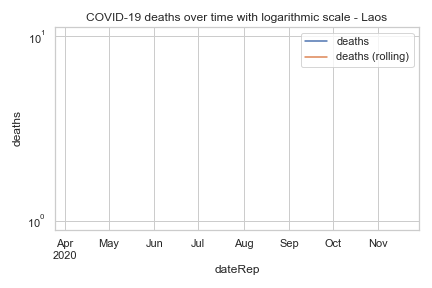 COVID-19 deaths over time with logarithmic scale - Laos
deaths
deaths (rolling)
10¹
10⁰
deaths
Apr May Jun Jul Aug Sep Oct Nov
2020
dateRep